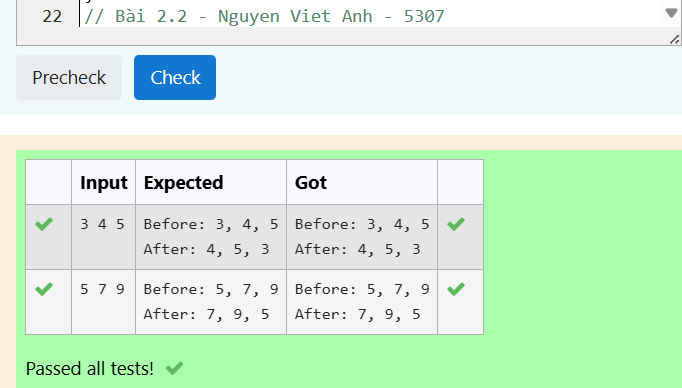 22 // Bài 2.2 - Nguyen Viet Anh - 5307
Precheck Check
Input Expected Got
3 4 5 Before: 3, 4, 5 Before: 3, 4, 5
After: 4, 5, 3 After: 4, 5, 3
5 7 9 Before: 5, 7, 9 Before: 5, 7, 9
After: 7, 9, 5 After: 7, 9, 5
Passed all tests!